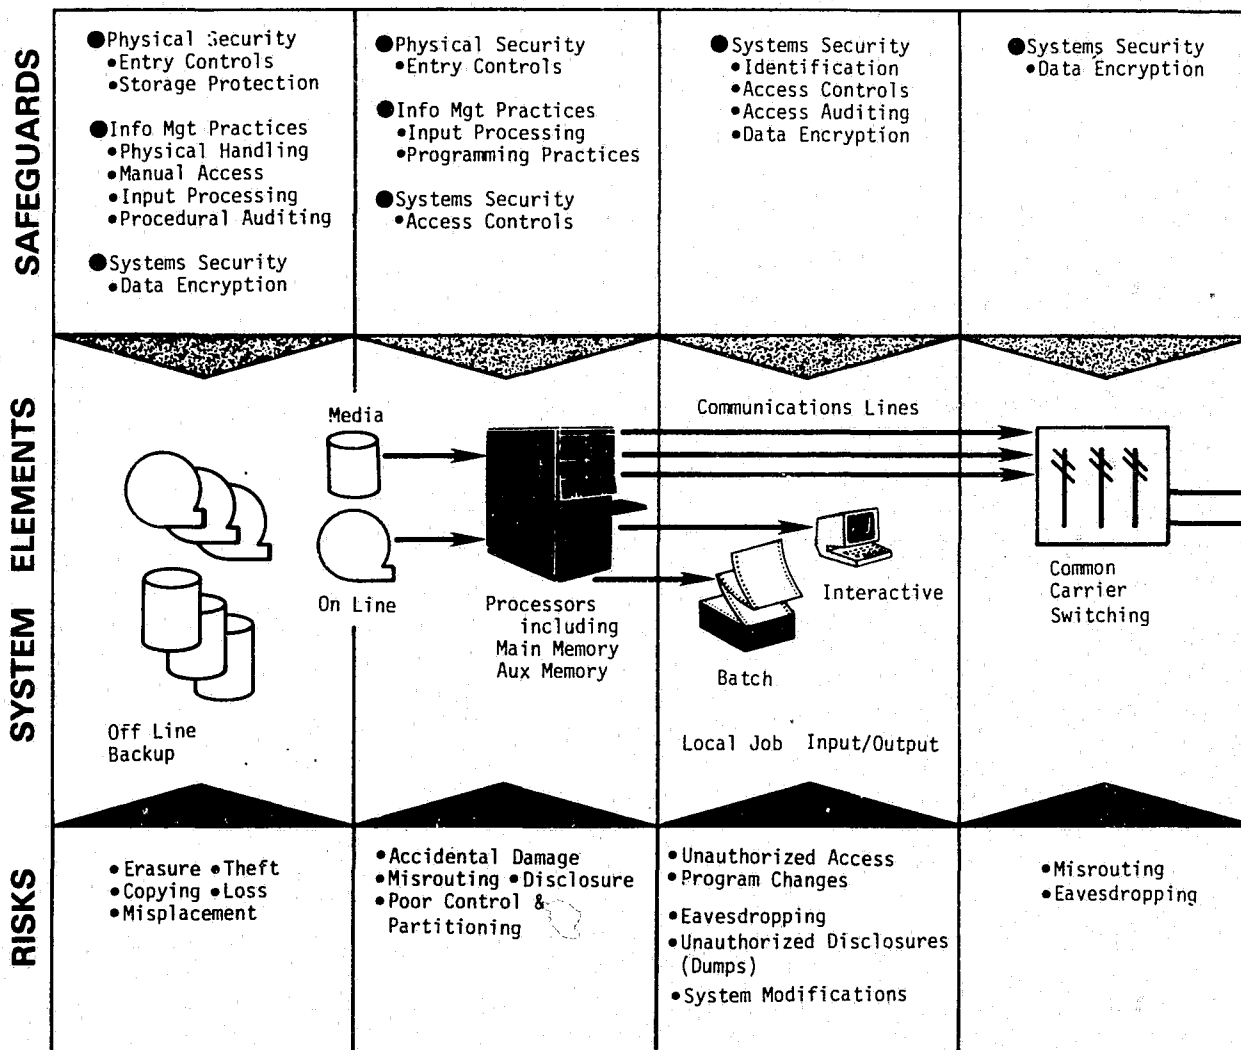 SAFEGUARDS
●Physical Security
•Entry Controls
•Storage Protection
●Info Mgt Practices
•Physical Handling
•Manual Access
•Input Processing
•Procedural Auditing
●Systems Security
•Data Encryption
●Physical Security
•Entry Controls
●Info Mgt Practices
•Input Processing
•Programming Practices
●Systems Security
•Access Controls
●Systems Security
•Identification
•Access Controls
•Access Auditing
•Data Encryption
●Systems Security
•Data Encryption
SYSTEM ELEMENTS
Media
On Line
Off Line
Backup
Processors
including
Main Memory
Aux Memory
Communications Lines
Interactive
Batch
Local Job Input/Output
Common
Carrier
Switching
RISKS
•Erasure •Theft
•Copying •Loss
•Misplacement
•Accidental Damage
•Misrouting •Disclosure
•Poor Control &
Partitioning
•Unauthorized Access
•Program Changes
•Eavesdropping
•Unauthorized Disclosures
(Dumps)
•System Modifications
•Misrouting
•Eavesdropping